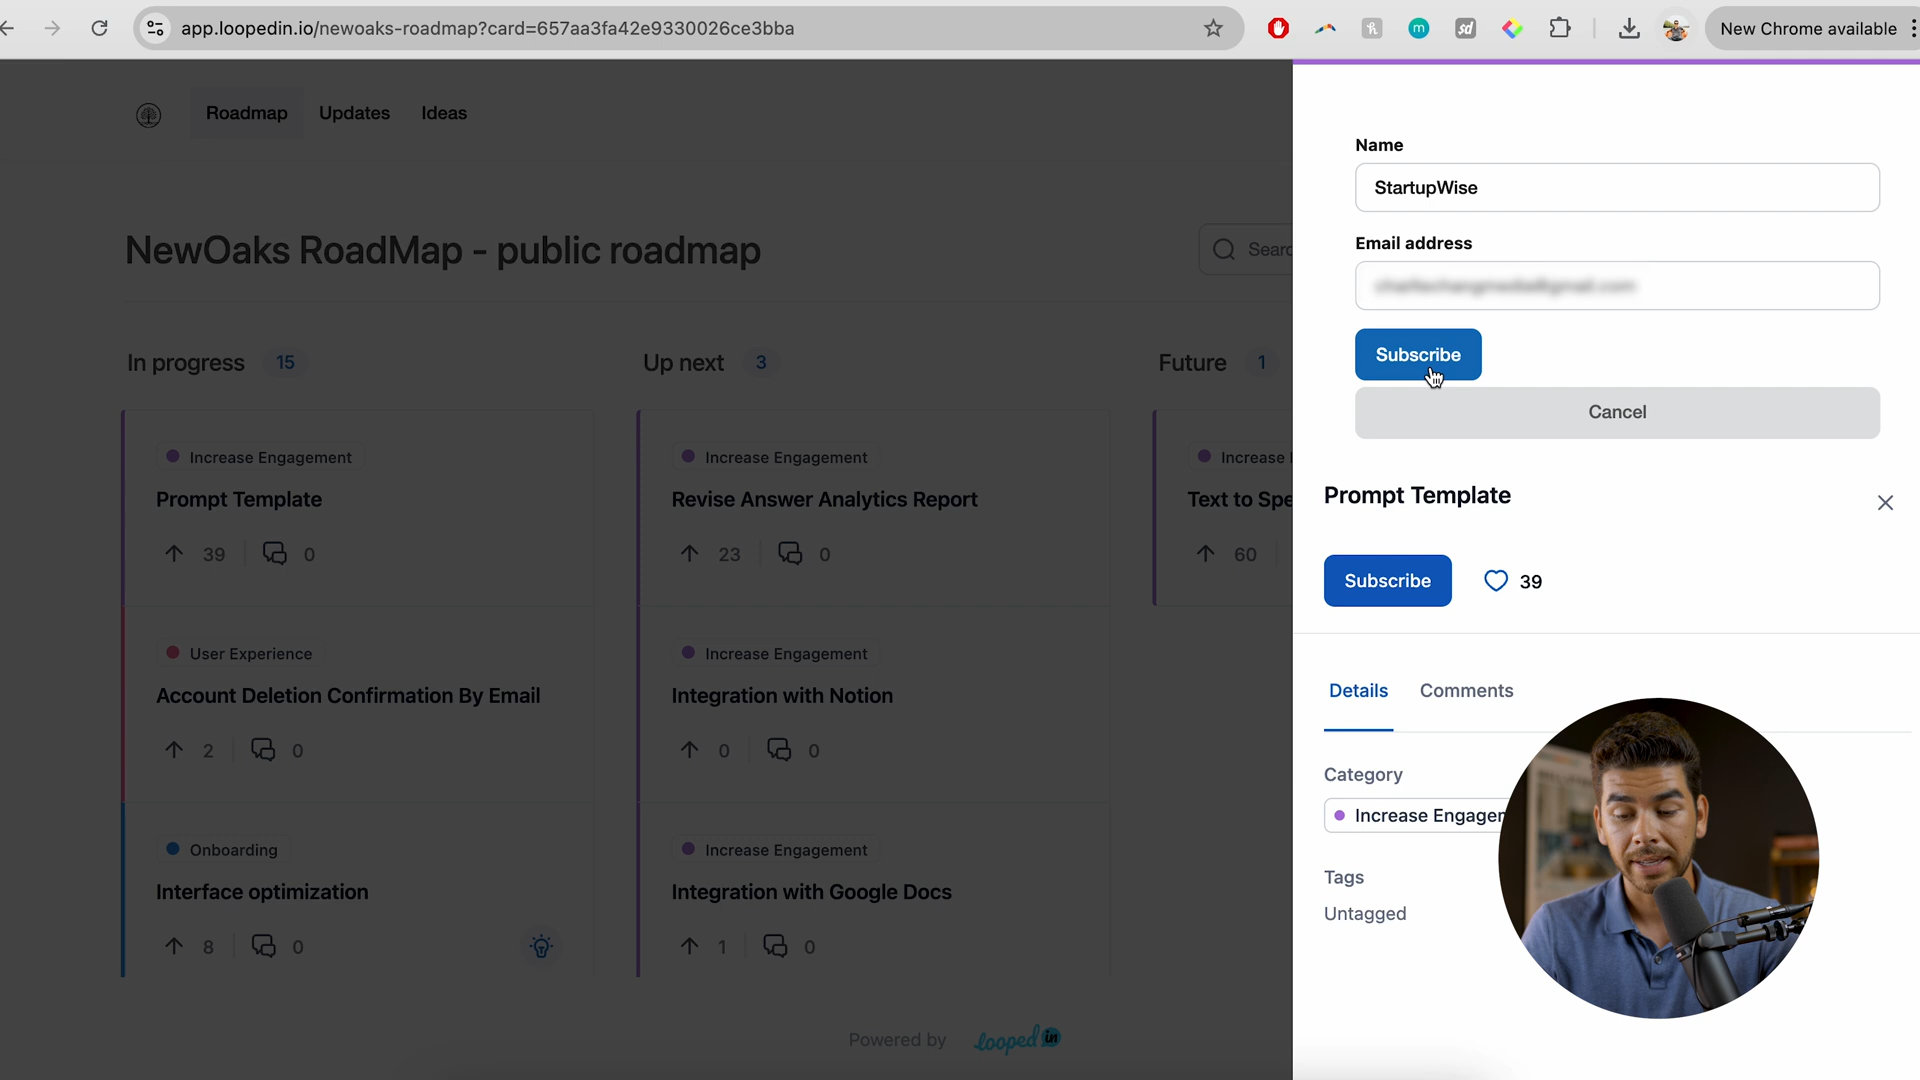 app.loopedin.io/newoaks-roadmap?card=657aa3fa42e9330026ce3bba
m
sd
New Chrome available
Roadmap
Updates
Ideas
NewOaks RoadMap - public roadmap
In progress 15
Increase Engagement
Prompt Template
39
0
User Experience
Account Deletion Confirmation By Email
2
0
Onboarding
Interface optimization
8
0
Up next 3
Increase Engagement
Revise Answer Analytics Report
23
0
Increase Engagement
Integration with Notion
0
0
Increase Engagement
Integration with Google Docs
1
0
Future 1
Increase
Text to Spe
60
Powered by loopedin
Name
StartupWise
Email address
Subscribe
Cancel
Prompt Template
Subscribe
39
Details
Comments
Category
Increase Engagem
Tags
Untagged